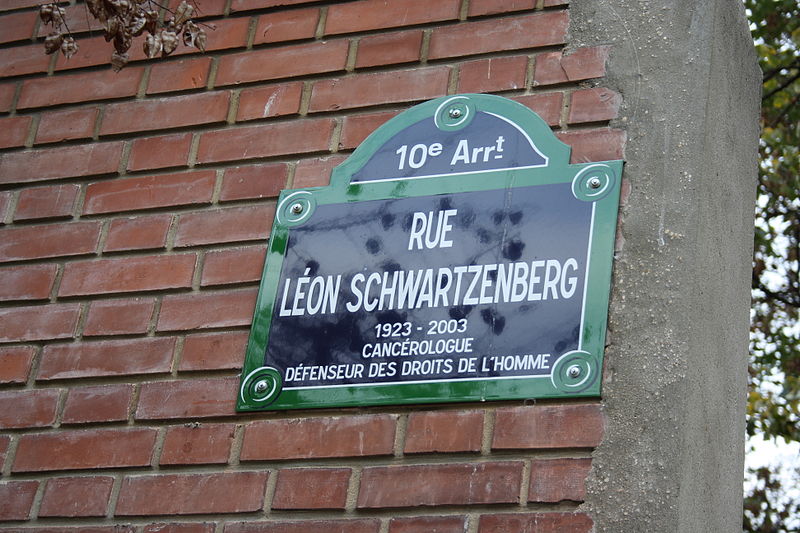 10e Arrt
RUE
LÉON SCHWARTZENBERG
1923 - 2003
CANCÉROLOGUE
DÉFENSEUR DES DROITS DE L'HOMME